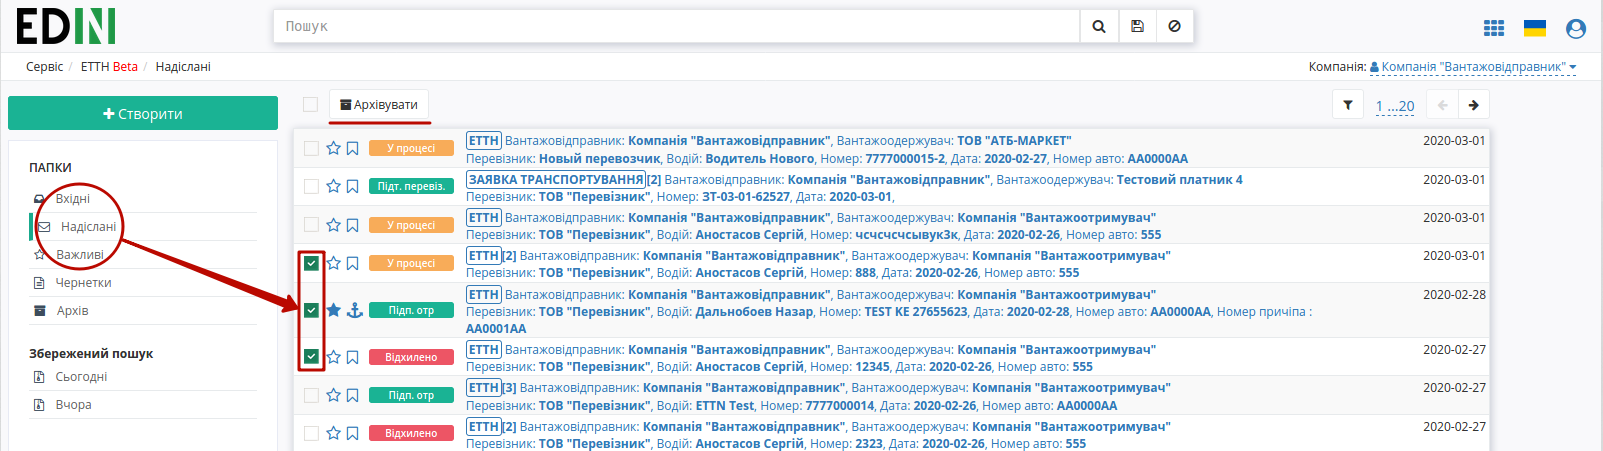 EDIN
Пошук
Сервіс / ЕТТН Beta / Надіслані
Компанія: Компанія "Вантажовідправник"
Створити
Архівувати
1 ...20
ПАПКИ
Вхідні
Надіслані
Важливі
Чернетки
Архів
Збережений пошук
Сьогодні
Вчора
У процесі
ЕТТН Вантажовідправник: Компанія "Вантажовідправник", Вантажоодержувач: ТОВ "АТБ-МАРКЕТ"
2020-03-01
Перевізник: Новый перевозчик, Водій: Водитель Нового, Номер: 7777000015-2, Дата: 2020-02-27, Номер авто: AA0000AA
Підт. перевіз.
ЗАЯВКА ТРАНСПОРТУВАННЯ[2] Вантажовідправник: Компанія "Вантажовідправник", Вантажоодержувач: Тестовий платник 4
2020-03-01
Перевізник: ТОВ "Перевізник", Номер: ЗТ-03-01-62527, Дата: 2020-03-01,
У процесі
ЕТТН Вантажовідправник: Компанія "Вантажовідправник", Вантажоодержувач: Компанія "Вантажоотримувач"
2020-03-01
Перевізник: ТОВ "Перевізник", Водій: Аностасов Сергій, Номер: чсчсчсчсывук3к, Дата: 2020-02-26, Номер авто: 555
У процесі
ЕТТН[2] Вантажовідправник: Компанія "Вантажовідправник", Вантажоодержувач: Компанія "Вантажоотримувач"
2020-03-01
Перевізник: ТОВ "Перевізник", Водій: Аностасов Сергій, Номер: 888, Дата: 2020-02-26, Номер авто: 555
Підп. отр
ЕТТН Вантажовідправник: Компанія "Вантажовідправник", Вантажоодержувач: Компанія "Вантажоотримувач"
2020-02-28
Перевізник: ТОВ "Перевізник", Водій: Дальнобоев Назар, Номер: TEST KE 27655623, Дата: 2020-02-28, Номер авто: AA0000AA, Номер причіпа :
AA0001AA
Відхилено
ЕТТН Вантажовідправник: Компанія "Вантажовідправник", Вантажоодержувач: Компанія "Вантажоотримувач"
2020-02-27
Перевізник: ТОВ "Перевізник", Водій: Аностасов Сергій, Номер: 12345, Дата: 2020-02-26, Номер авто: 555
Підп. отр
ЕТТН[3] Вантажовідправник: Компанія "Вантажовідправник", Вантажоодержувач: Компанія "Вантажоотримувач"
2020-02-27
Перевізник: ТОВ "Перевізник", Водій: ETTN Test, Номер: 7777000014, Дата: 2020-02-26, Номер авто: AA0000AA
Відхилено
ЕТТН[2] Вантажовідправник: Компанія "Вантажовідправник", Вантажоодержувач: Компанія "Вантажоотримувач"
2020-02-27
Перевізник: ТОВ "Перевізник", Водій: Аностасов Сергій, Номер: 2323, Дата: 2020-02-26, Номер авто: 555